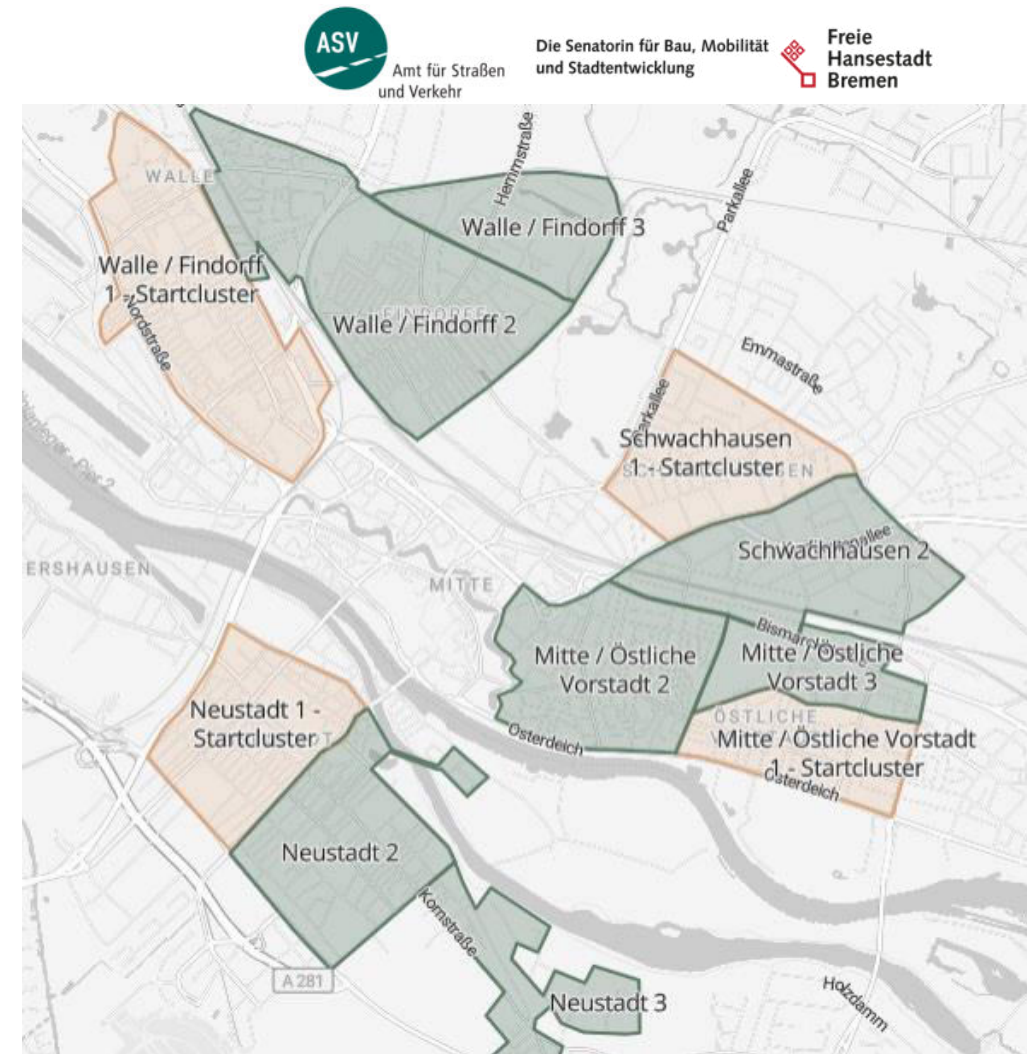 ASV
Amt für Straßen
und Verkehr
Die Senatorin für Bau, Mobilität
und Stadtentwicklung
Freie
Hansestadt
Bremen
WALLE
Hemmstraße
Parkallee
Walle / Findorff 3
Walle / Findorff
1 - Startcluster
Nordstraße
FINDORFF
Walle / Findorff 2
Emmastraße
Parkallee
Schwachhausen
1 - Startcluster
Schwachhausen 2
ERSHAUSEN
MITTE
Bismarck
Mitte / Östliche
Vorstadt 2
Mitte / Östliche
Vorstadt 3
Neustadt 1 -
Startcluster
ÖSTLICHE
Osterdeich
Mitte / Östliche Vorstadt
1 - Startcluster
Osterdeich
Neustadt 2
Kornstraße
A 281
Neustadt 3
Holzdamm